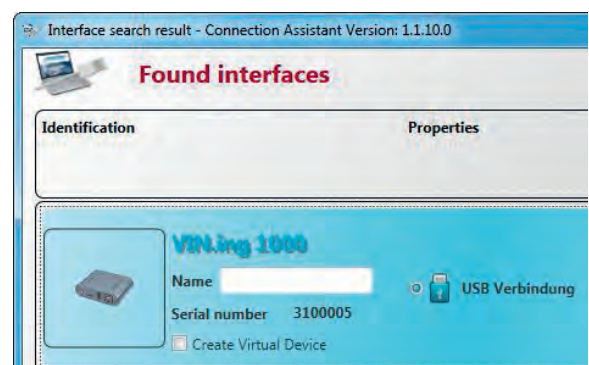 Interface search result - Connection Assistant Version: 1.1.10.0
Found interfaces
Identification Properties
VIN.ing 1000
Name
USB Verbindung
Serial number 3100005
Create Virtual Device